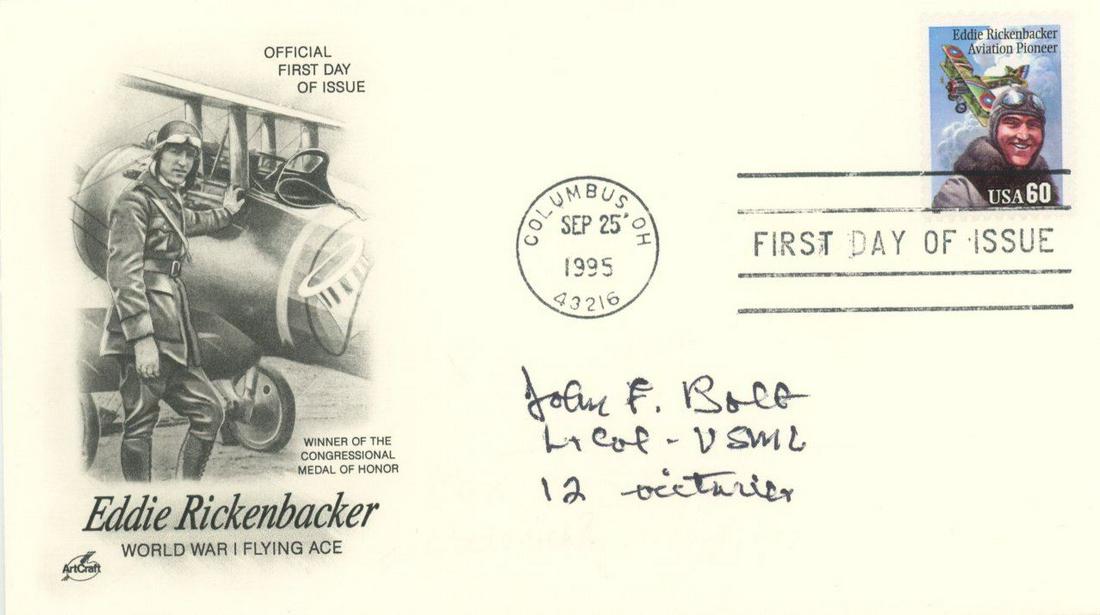 OFFICIAL
FIRST DAY
OF ISSUE
Eddie Rickenbacker
Aviation Pioneer
USA 60
COLUMBUS, OH
SEP 25
1995
43216
FIRST DAY OF ISSUE
John F. Bolt
Lt Col - USMC
12 victories
WINNER OF THE
CONGRESSIONAL
MEDAL OF HONOR
Eddie Rickenbacker
WORLD WAR I FLYING ACE
ArtCraft